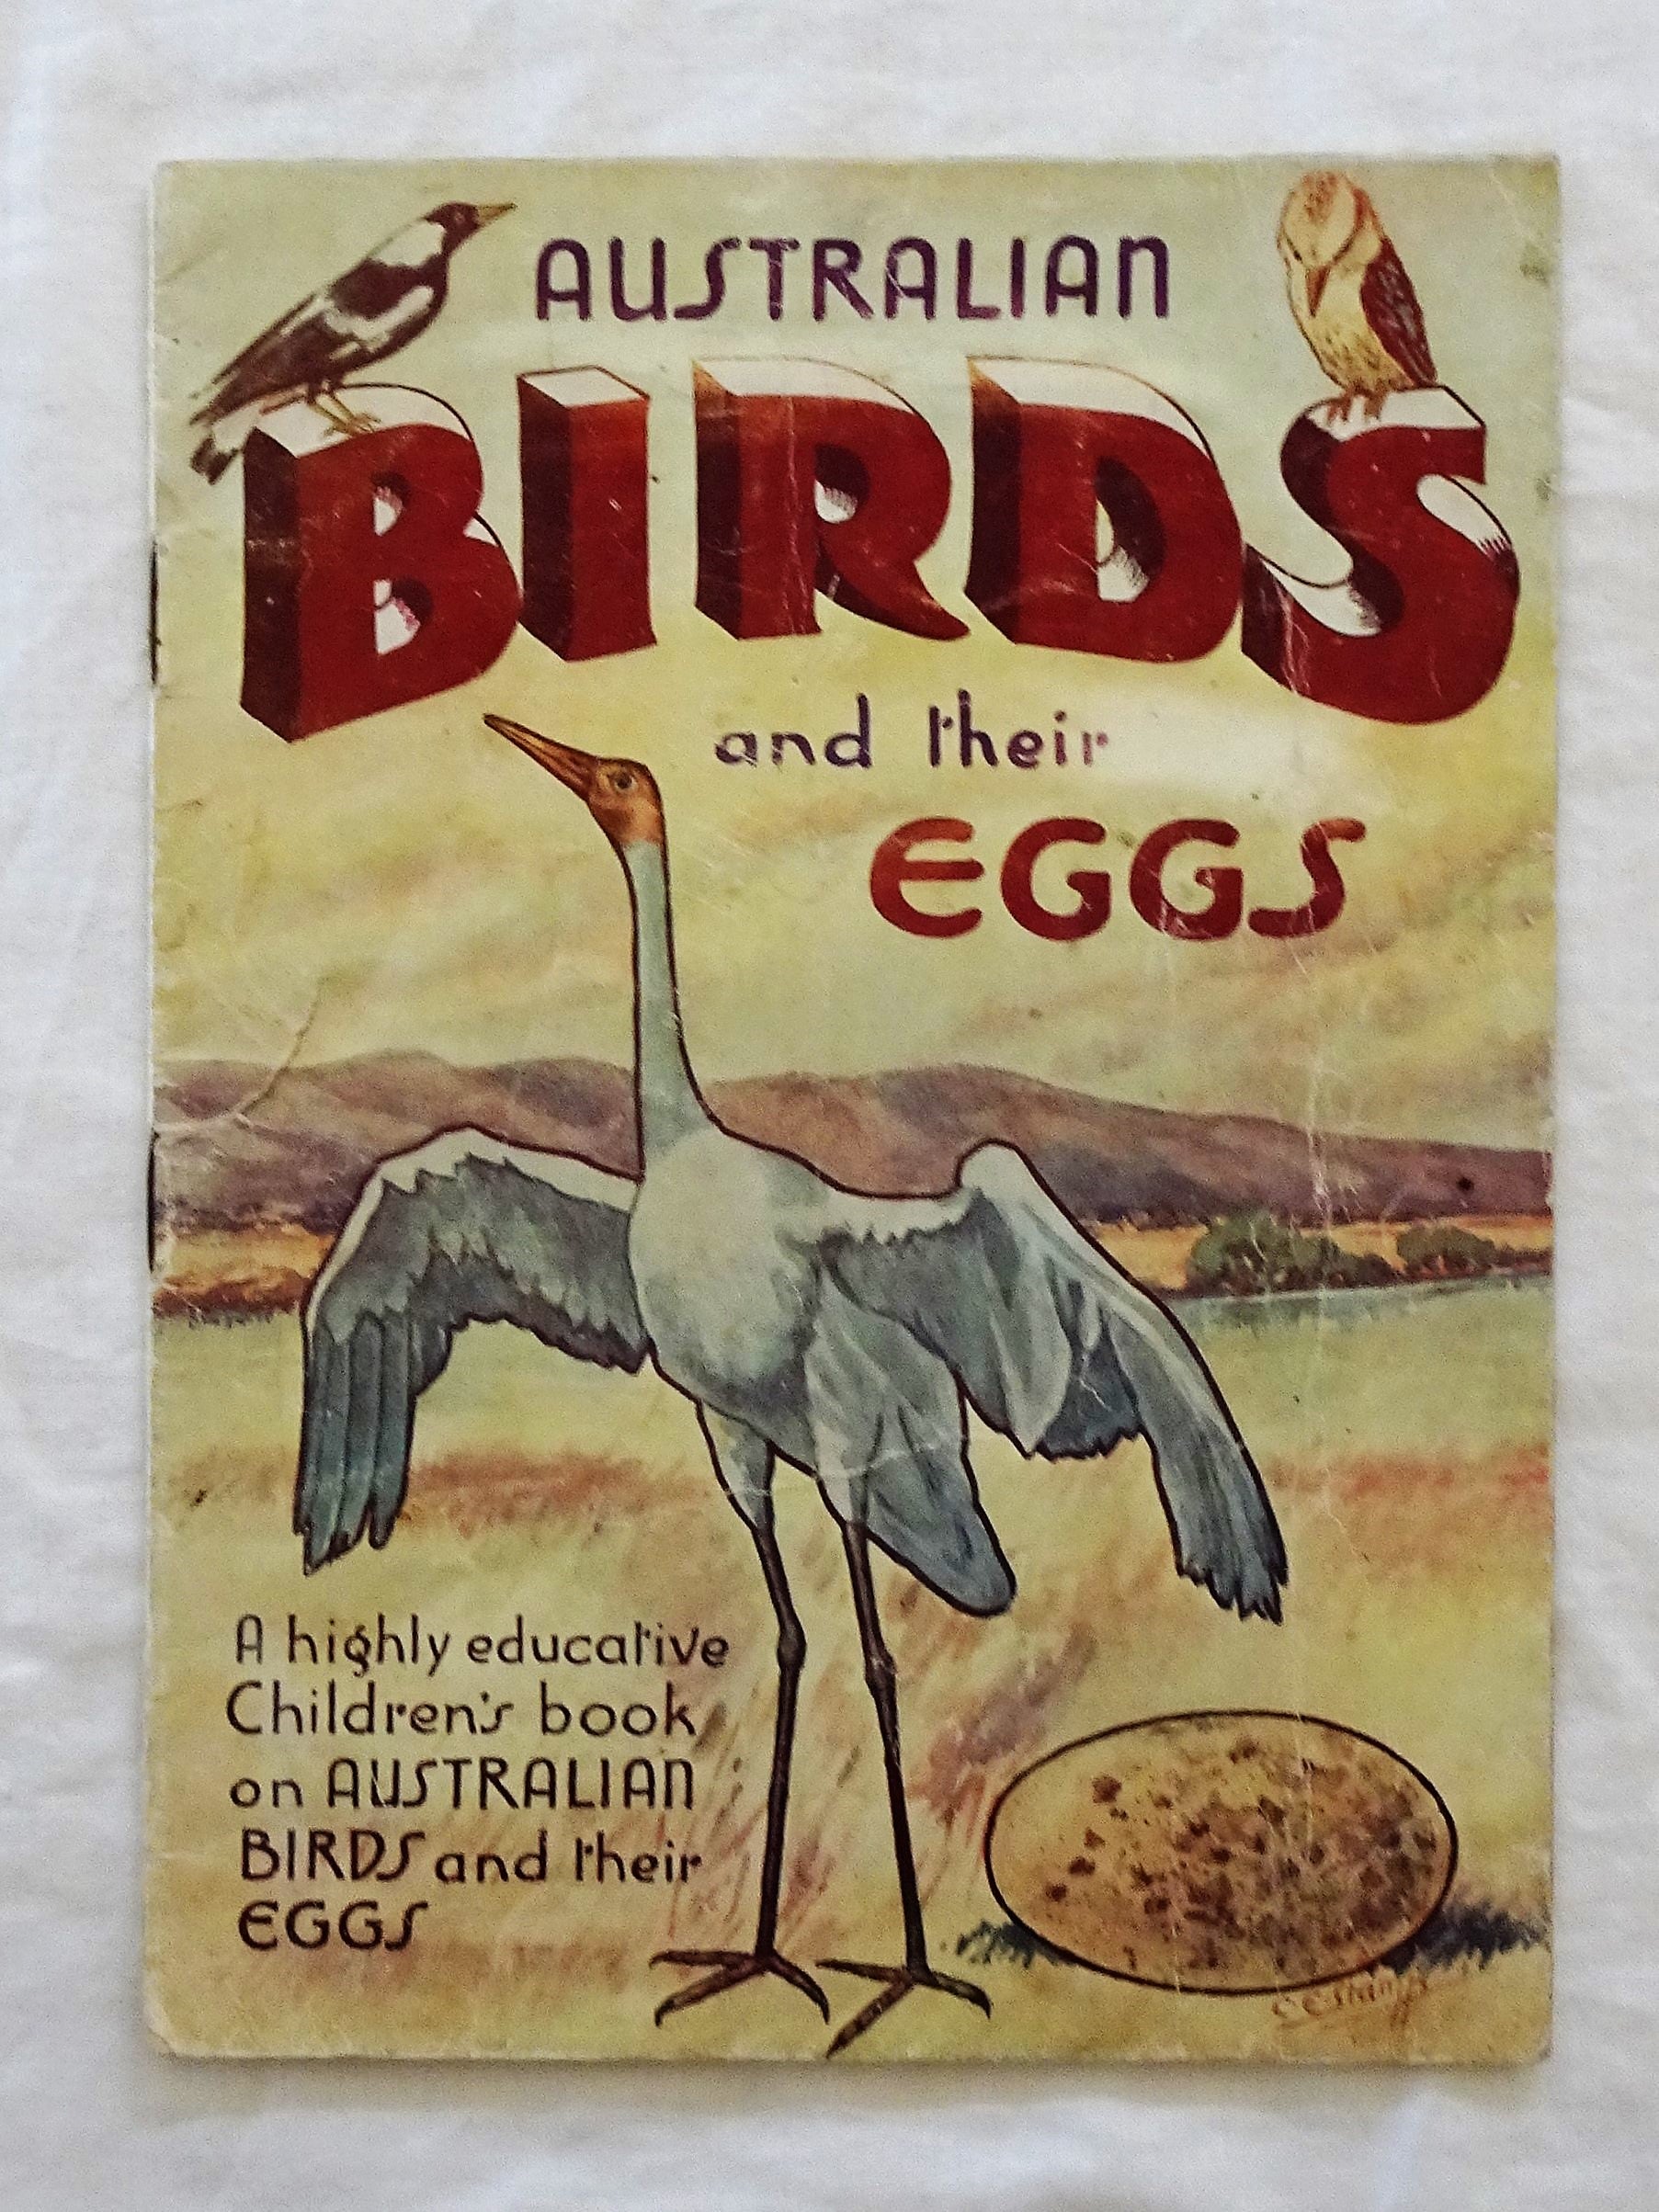 AUSTRALIAN
BIRDS
and their
EGGS
A highly educative
Children's book
on AUSTRALIAN
BIRDS and their
EGGS